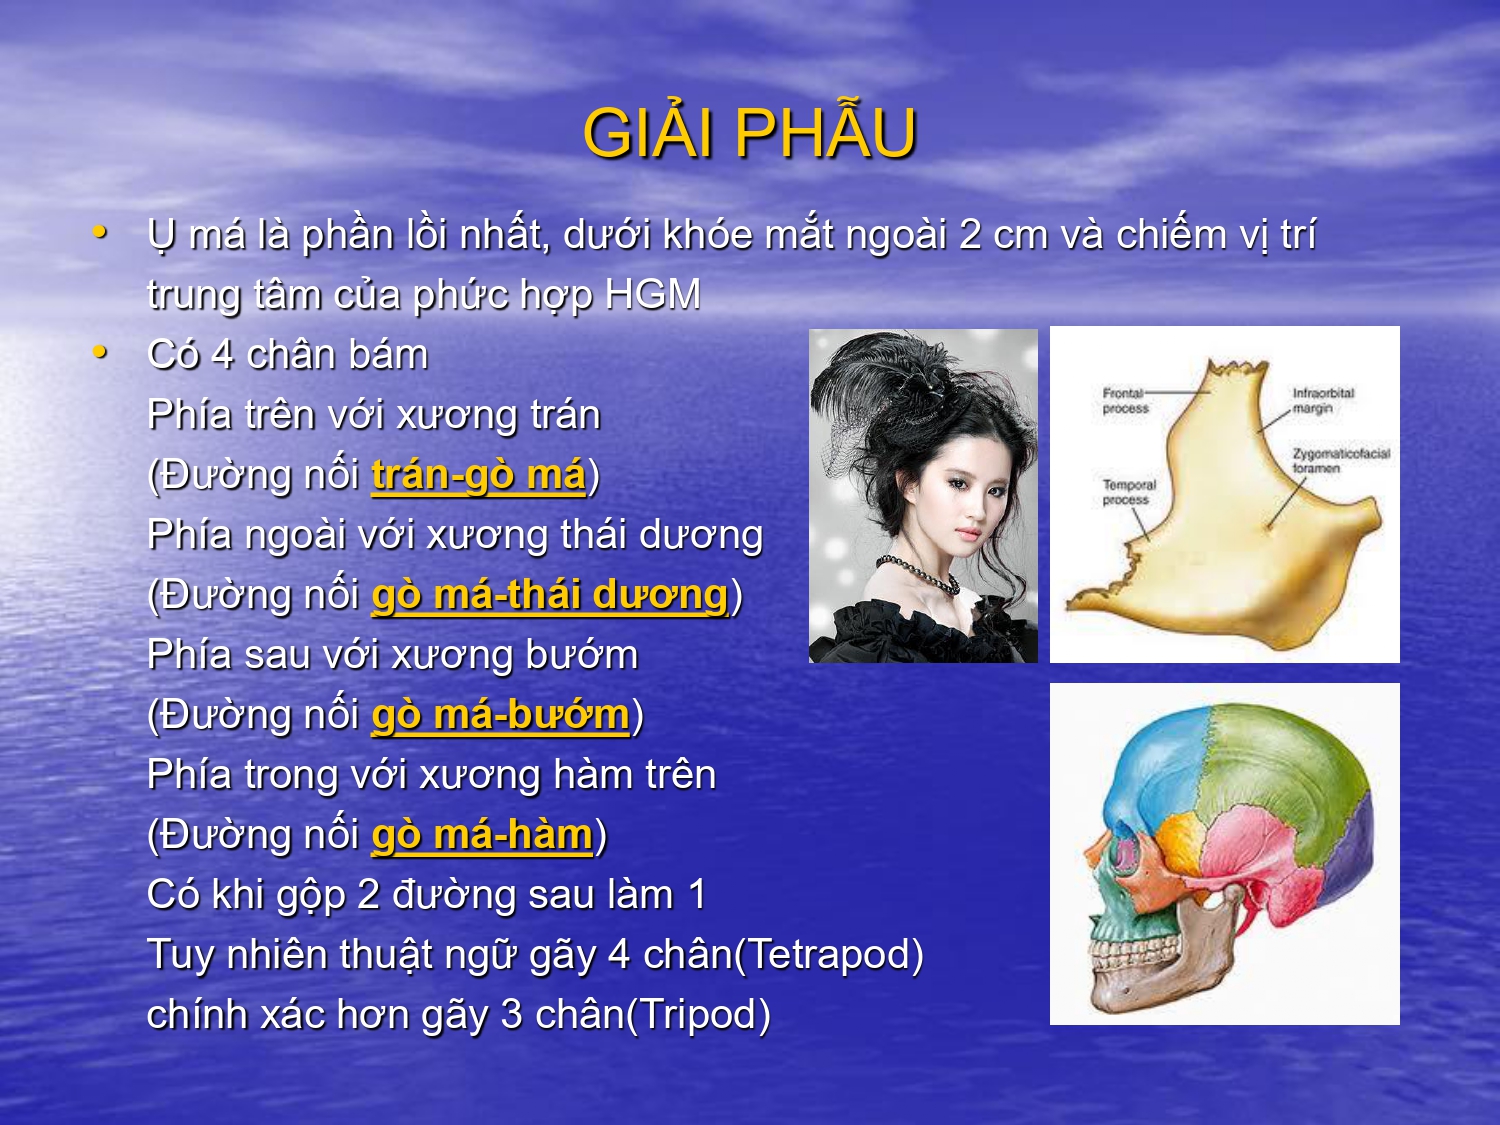 GIẢI PHẪU
• Ụ má là phần lồi nhất, dưới khóe mắt ngoài 2 cm và chiếm vị trí
trung tâm của phức hợp HGM
• Có 4 chân bám
Phía trên với xương trán
(Đường nối trán-gò má)
Phía ngoài với xương thái dương
(Đường nối gò má-thái dương)
Phía sau với xương bướm
(Đường nối gò má-bướm)
Phía trong với xương hàm trên
(Đường nối gò má-hàm)
Có khi gộp 2 đường sau làm 1
Tuy nhiên thuật ngữ gãy 4 chân(Tetrapod)
chính xác hơn gãy 3 chân(Tripod)
Frontal
process
Infraorbital
margin
Zygomaticofacial
foramen
Temporal
process